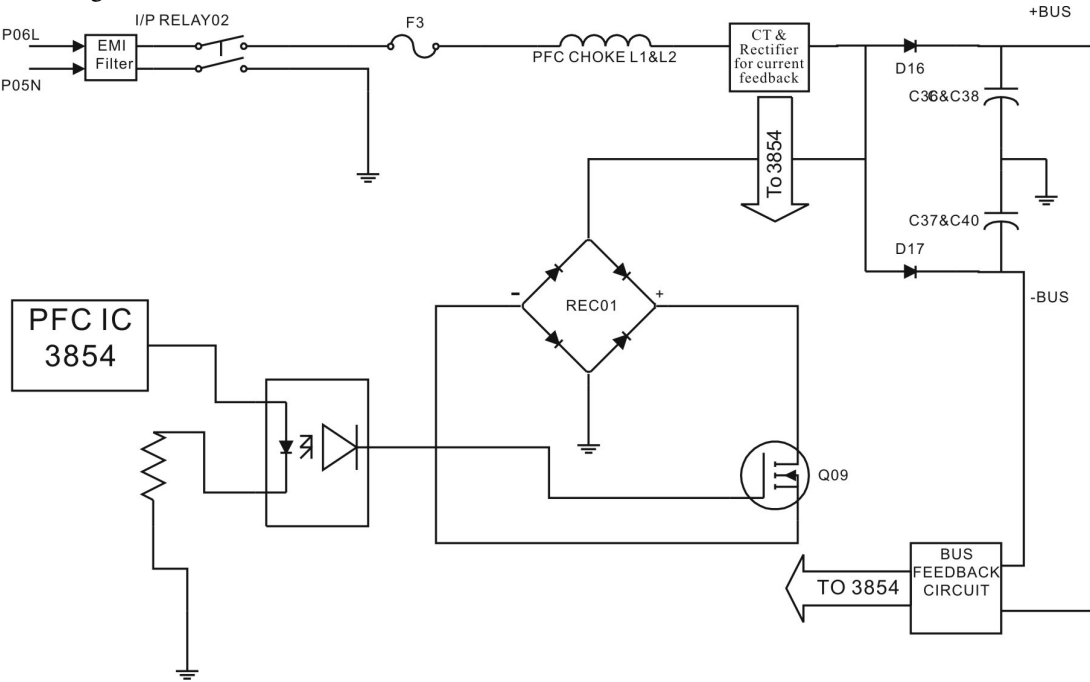 +BUS
I/P RELAY02
F3
P06L
EMI
Filter
P05N
PFC CHOKE L1&L2
CT &
Rectifier
for current
feedback
D16
C36&C38
To 3854
C37&C40
D17
-BUS
-
+
REC01
PFC IC
3854
Q09
BUS
FEEDBACK
CIRCUIT
TO 3854